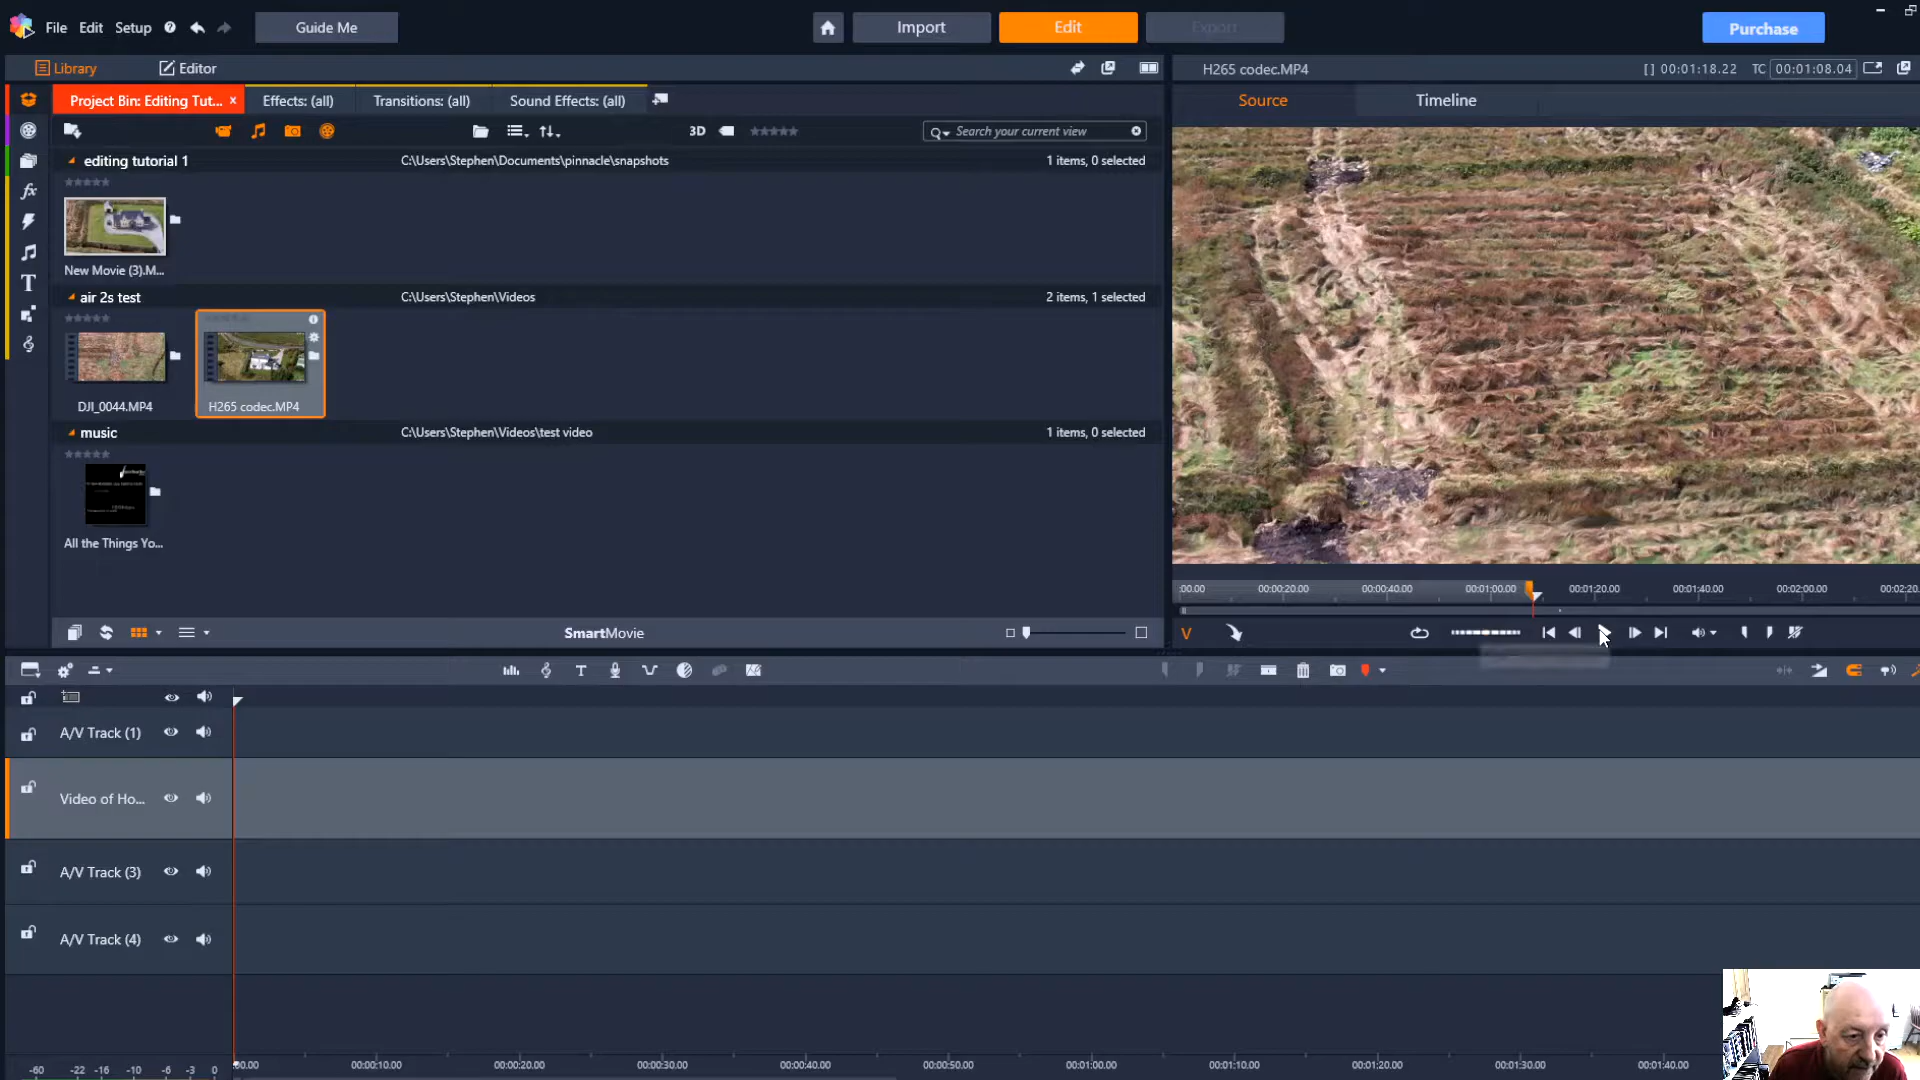 File Edit Setup Guide Me Import Edit Export Purchase
Library Editor H265 codec.MP4 [ ] 00:01:18.22 TC 00:01:08.04
Project Bin: Editing Tut... x Effects: (all) Transitions: (all) Sound Effects: (all) Source Timeline
3D Search your current view
editing tutorial 1 C:\Users\Stephen\Documents\pinnacle\snapshots 1 items, 0 selected
New Movie (3).M...
air 2s test C:\Users\Stephen\Videos 2 items, 1 selected
DJI_0044.MP4 H265 codec.MP4
music C:\Users\Stephen\Videos\test video 1 items, 0 selected
All the Things Yo...
:00.00 00:00:20.00 00:00:40.00 00:01:00.00 00:01:20.00 00:01:40.00 00:02:00.00 00:02:20
SmartMovie V
A/V Track (1)
Video of Ho...
A/V Track (3)
A/V Track (4)
-60 -22 -16 -10 -6 -3 0 00.00 00:00:10.00 00:00:20.00 00:00:30.00 00:00:40.00 00:00:50.00 00:01:00.00 00:01:10.00 00:01:20.00 00:01:30.00 00:01:40.00